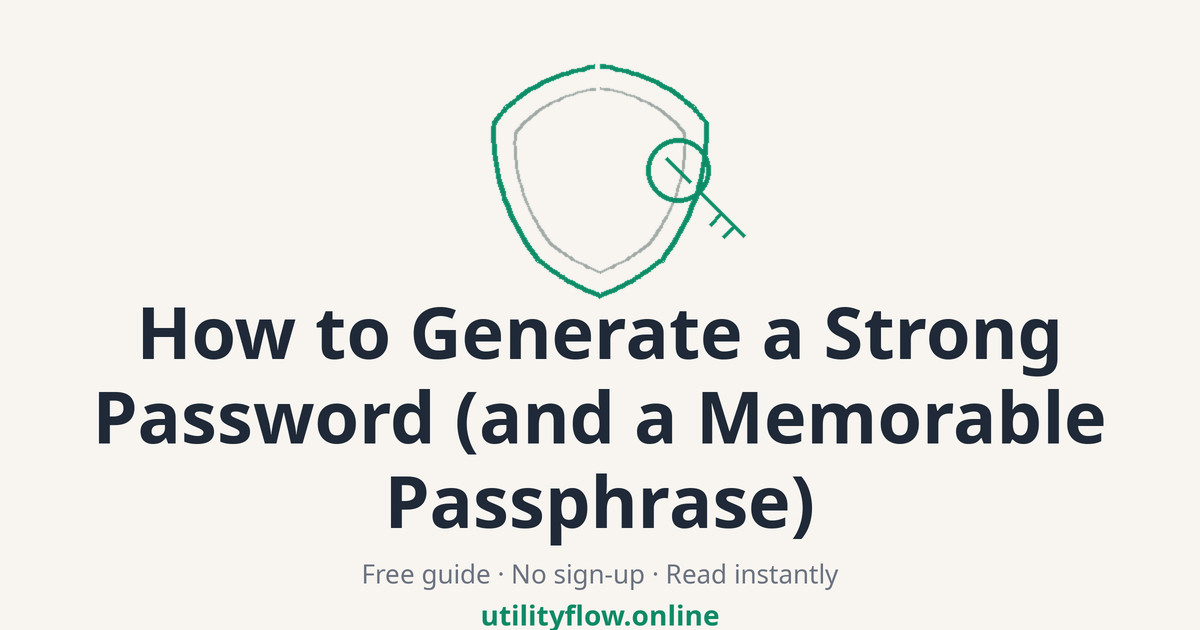 How to Generate a Strong
Password (and a Memorable
Passphrase)
Free guide · No sign-up · Read instantly
utilityflow.online